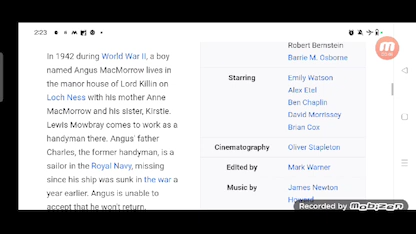 2:23
In 1942 during World War II, a boy
named Angus MacMorrow lives in
the manor house of Lord Killin on
Loch Ness with his mother Anne
MacMorrow and his sister, Kirstie.
Lewis Mowbray comes to work as a
handyman there. Angus' father
Charles, the former handyman, is a
sailor in the Royal Navy, missing
since his ship was sunk in the war a
year earlier. Angus is unable to
accept that he won't return.
Robert Bernstein
Barrie M. Osborne
Starring
Emily Watson
Alex Etel
Ben Chaplin
David Morrissey
Brian Cox
Cinematography
Oliver Stapleton
Edited by
Mark Warner
Music by
James Newton
Howard
Recorded by
Mobizen